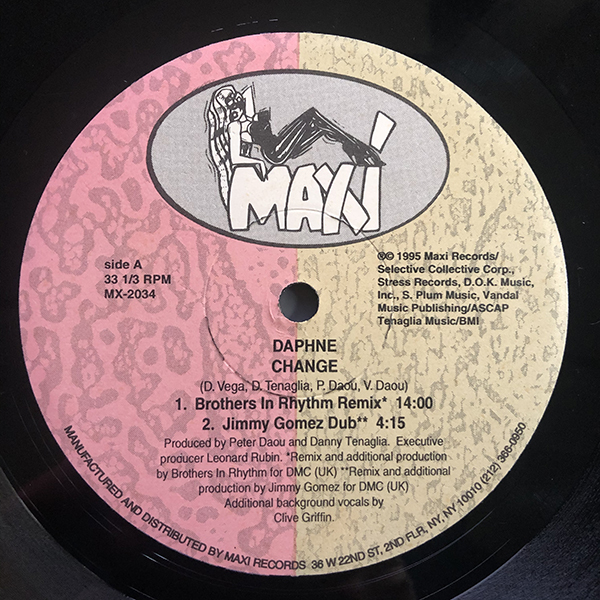 MAXI
side A
33 1/3 RPM
MX-2034
℗© 1995 Maxi Records/
Selective Collective Corp.,
Stress Records, D.O.K. Music,
Inc., S. Plum Music, Vandal
Music Publishing/ASCAP
Tenaglia Music/BMI
DAPHNE
CHANGE
(D. Vega, D. Tenaglia, P. Daou, V. Daou)
1. Brothers In Rhythm Remix* 14:00
2. Jimmy Gomez Dub** 4:15
Produced by Peter Daou and Danny Tenaglia. Executive
producer Leonard Rubin. *Remix and additional production
by Brothers In Rhythm for DMC (UK) **Remix and additional
production by Jimmy Gomez for DMC (UK)
Additional background vocals by
Clive Griffin.
MANUFACTURED AND DISTRIBUTED BY MAXI RECORDS 36 W 22ND ST, 2ND FLR, NY, NY 10010 (212) 366-0950